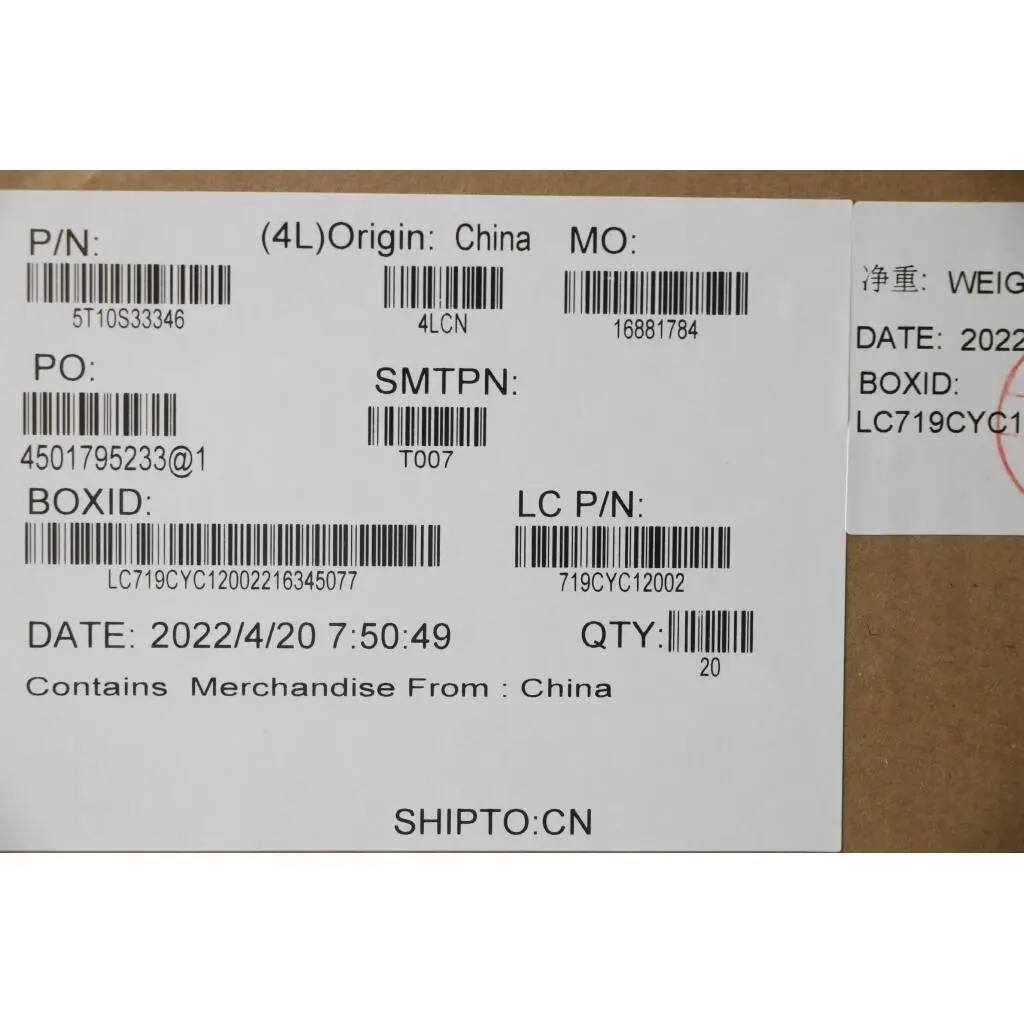 P/N: (4L)Origin: China MO:
5T10S33346 4LCN 16881784
PO: SMTPN:
4501795233@1 T007
BOXID: LC P/N:
LC719CYC12002216345077 719CYC12002
DATE: 2022/4/20 7:50:49 QTY:
20
Contains Merchandise From : China
SHIPTO:CN
净重: WEIG
DATE: 2022
BOXID:
LC719CYC1